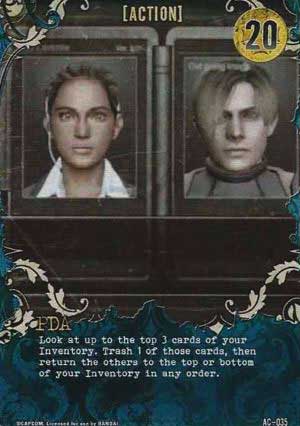 [ACTION]
20
PDA
Look at up to the top 3 cards of your
Inventory. Trash 1 of those cards, then
return the others to the top or bottom
of your Inventory in any order.
©CAPCOM. Licensed for use by BANDAI
AC-035